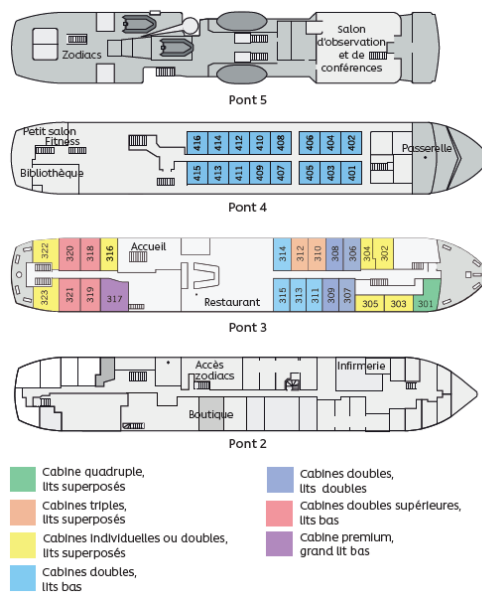 Zodiacs
Salon
d'observation
et de
conférences
Pont 5
Petit salon
Fitness
Bibliothèque
416 414 412 410 408 406 404 402
415 413 411 409 407 405 403 401
Passerelle
Pont 4
322 320 318 316
Accueil
314 312 310 308 306 304 302
323 321 319 317
Restaurant
315 313 311 309 307 305 303 301
Pont 3
Accès
zodiacs
Infirmerie
Boutique
Pont 2
Cabine quadruple,
lits superposés
Cabines triples,
lits superposés
Cabines individuelles ou doubles,
lits superposés
Cabines doubles,
lits bas
Cabines doubles,
lits doubles
Cabines doubles supérieures,
lits bas
Cabine premium,
grand lit bas